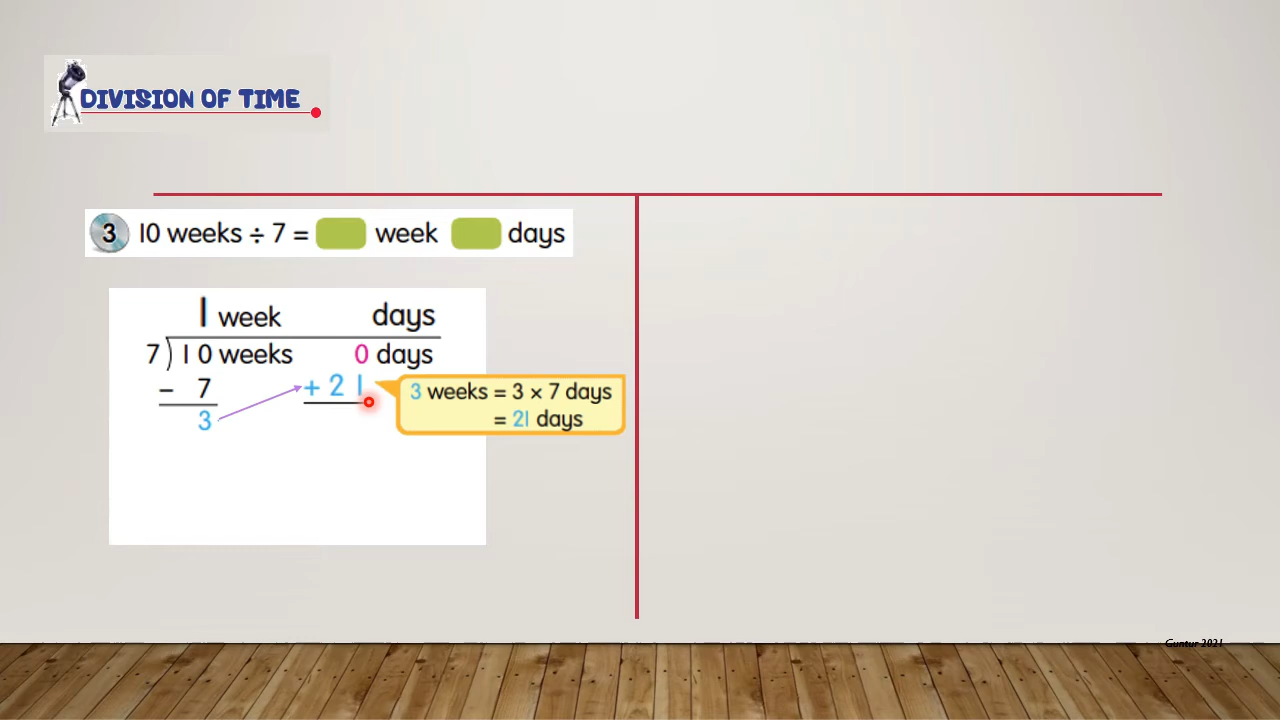 DIVISION OF TIME
3 10 weeks ÷ 7 = week days
1 week days
7 ) 1 0 weeks 0 days
− 7 + 2 1
3 weeks = 3 × 7 days
= 21 days
3
Guntur 2021